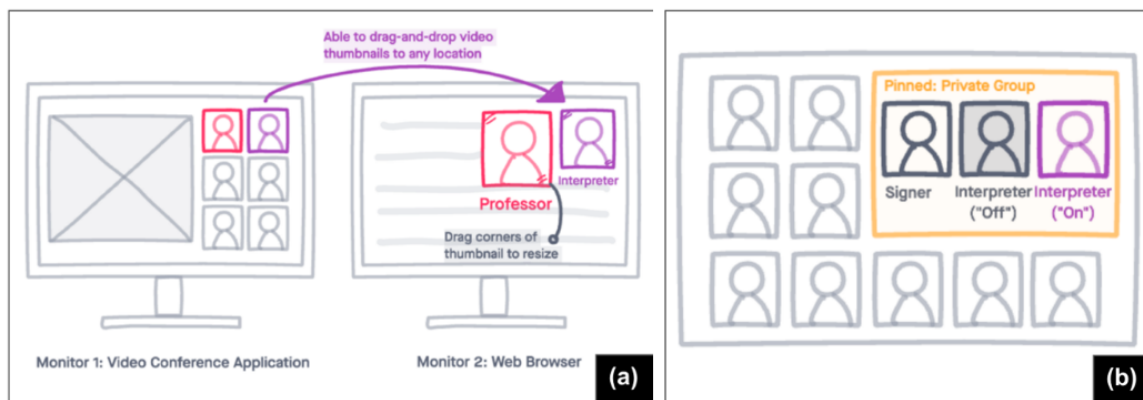 Able to drag-and-drop video
thumbnails to any location
Interpreter
Professor
Drag corners of
thumbnail to resize
Monitor 1: Video Conference Application
Monitor 2: Web Browser
(a)
Pinned: Private Group
Signer
Interpreter
("Off")
Interpreter
("On")
(b)